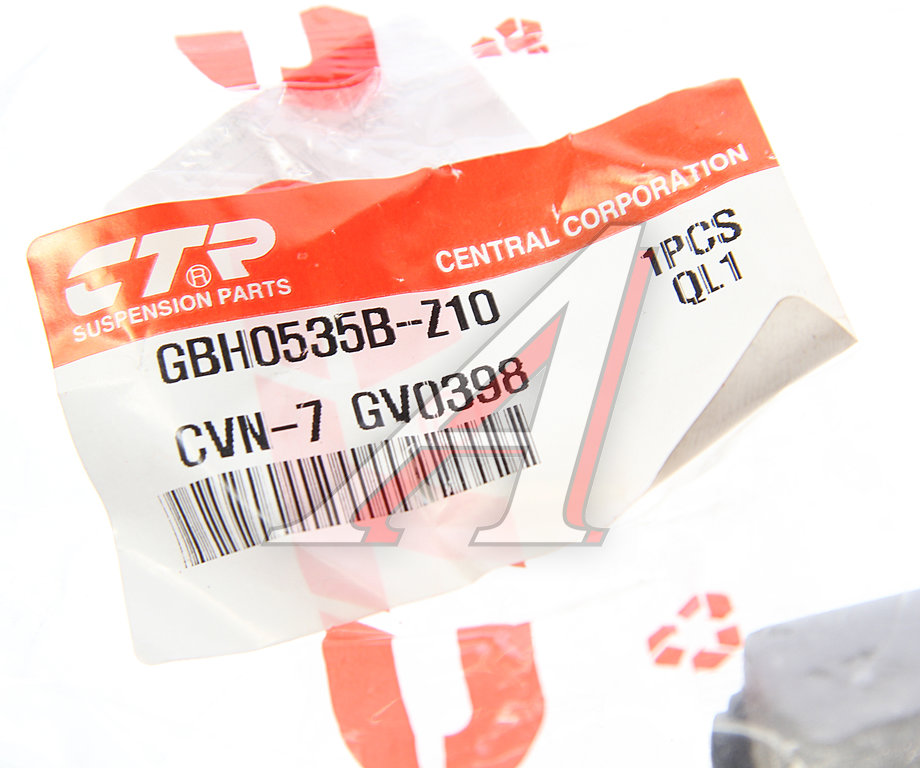 CTR®
SUSPENSION PARTS
CENTRAL CORPORATION
GBH0535B--Z10
1PCS
QL1
CVN-7 GV0398